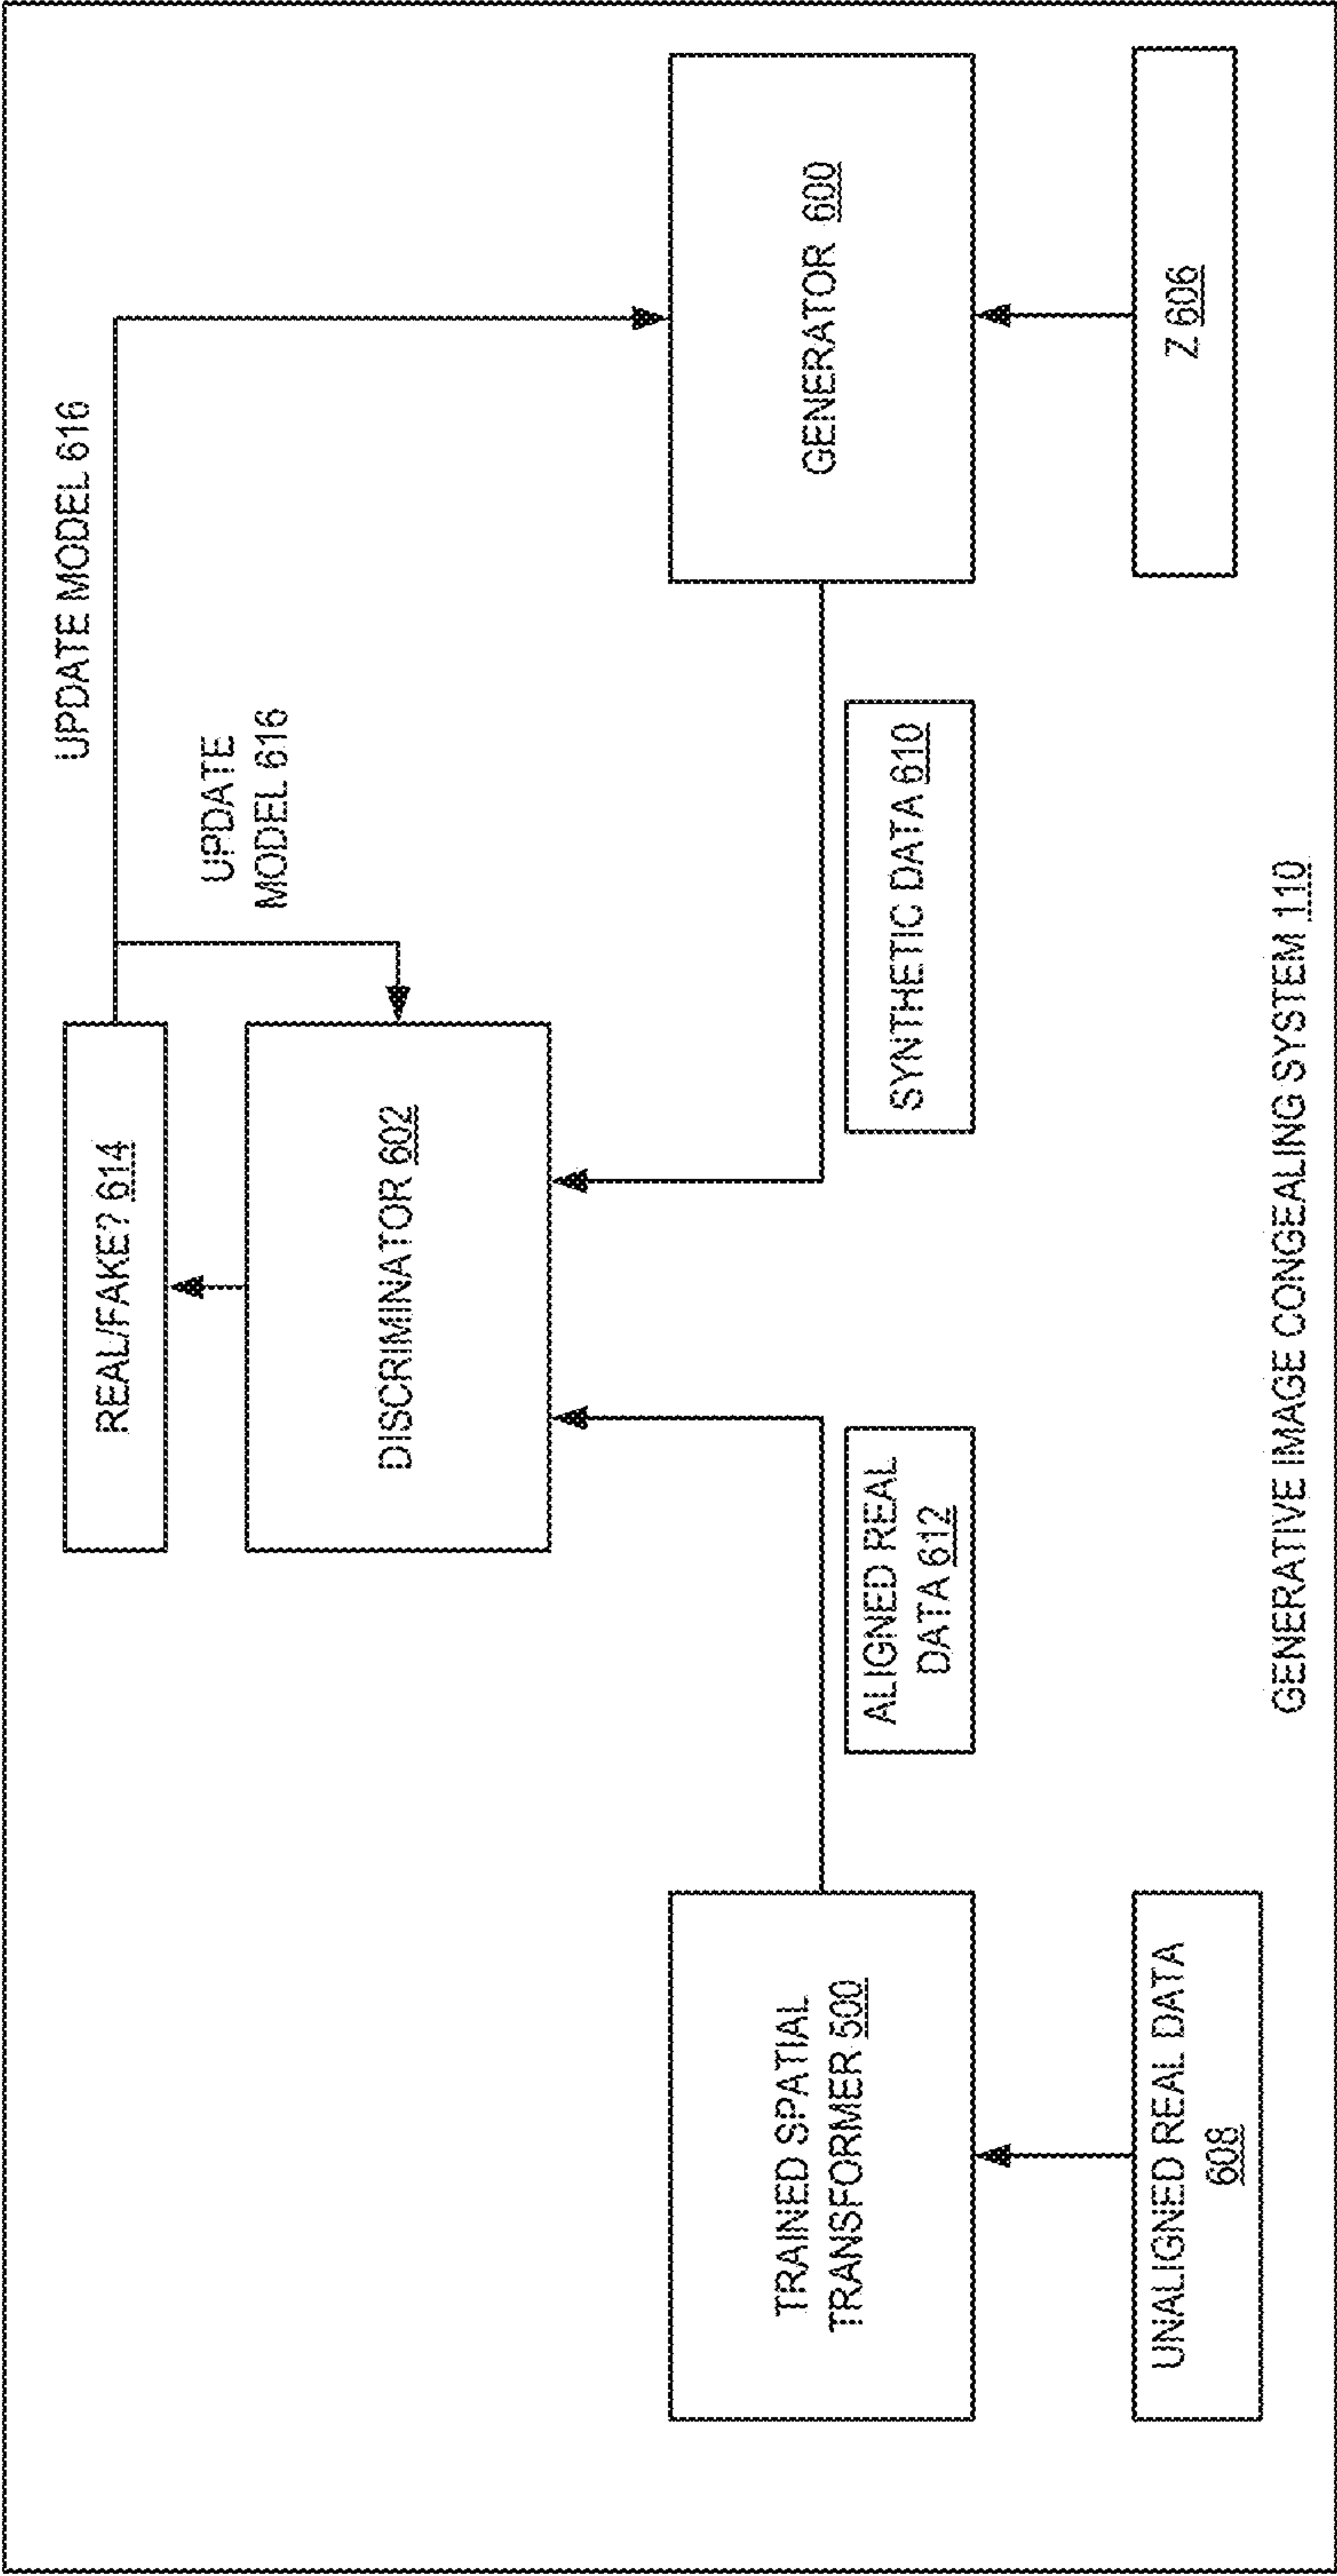 UPDATE MODEL 616
REAL/FAKE? 614
UPDATE
MODEL 616
DISCRIMINATOR 602
TRAINED SPATIAL
TRANSFORMER 500
GENERATOR 600
ALIGNED REAL
DATA 612
SYNTHETIC DATA 610
UNALIGNED REAL DATA
608
Z 606
GENERATIVE IMAGE CONGEALING SYSTEM 110